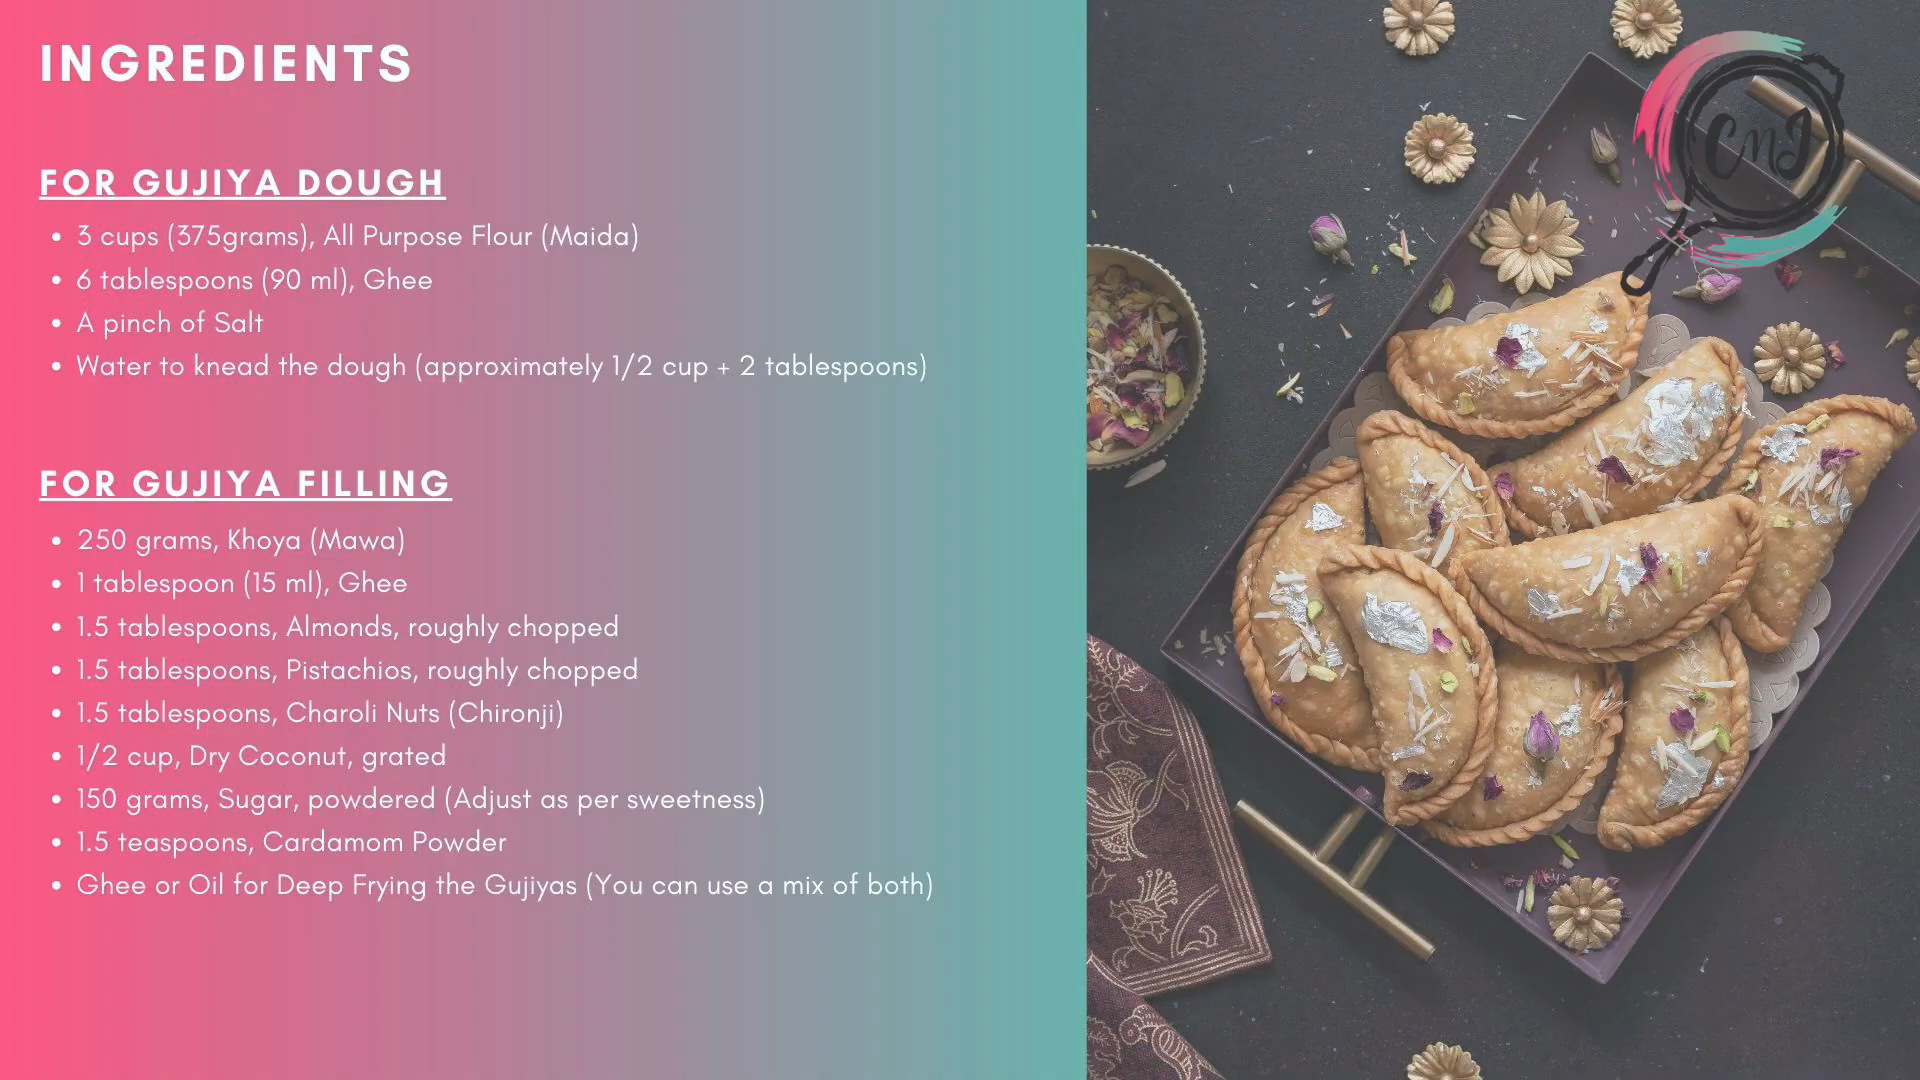 INGREDIENTS
FOR GUJIYA DOUGH
3 cups (375grams), All Purpose Flour (Maida)
6 tablespoons (90 ml), Ghee
A pinch of Salt
Water to knead the dough (approximately 1/2 cup + 2 tablespoons)
FOR GUJIYA FILLING
250 grams, Khoya (Mawa)
1 tablespoon (15 ml), Ghee
1.5 tablespoons, Almonds, roughly chopped
1.5 tablespoons, Pistachios, roughly chopped
1.5 tablespoons, Charoli Nuts (Chironji)
1/2 cup, Dry Coconut, grated
150 grams, Sugar, powdered (Adjust as per sweetness)
1.5 teaspoons, Cardamom Powder
Ghee or Oil for Deep Frying the Gujiyas (You can use a mix of both)
CnJ